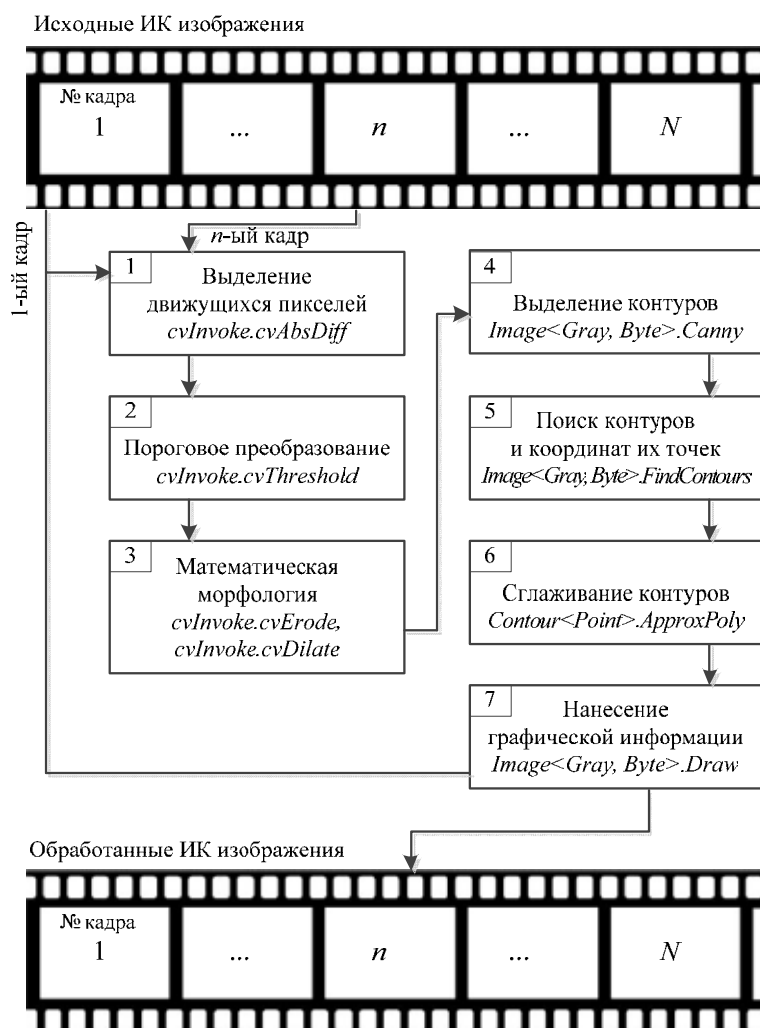 Исходные ИК изображения
№ кадра
1
...
n
...
N
1-ый кадр
n-ый кадр
1
Выделение
движущихся пикселей
cvInvoke.cvAbsDiff
2
Пороговое преобразование
cvInvoke.cvThreshold
3
Математическая
морфология
cvInvoke.cvErode,
cvInvoke.cvDilate
4
Выделение контуров
Image<Gray, Byte>.Canny
5
Поиск контуров
и координат их точек
Image<Gray, Byte>.FindContours
6
Сглаживание контуров
Contour<Point>.ApproxPoly
7
Нанесение
графической информации
Image<Gray, Byte>.Draw
Обработанные ИК изображения
№ кадра
1
...
n
...
N